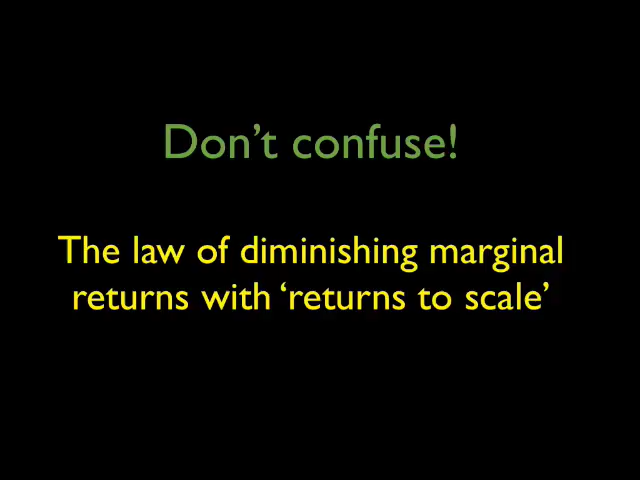 Don’t confuse!
The law of diminishing marginal
returns with ‘returns to scale’